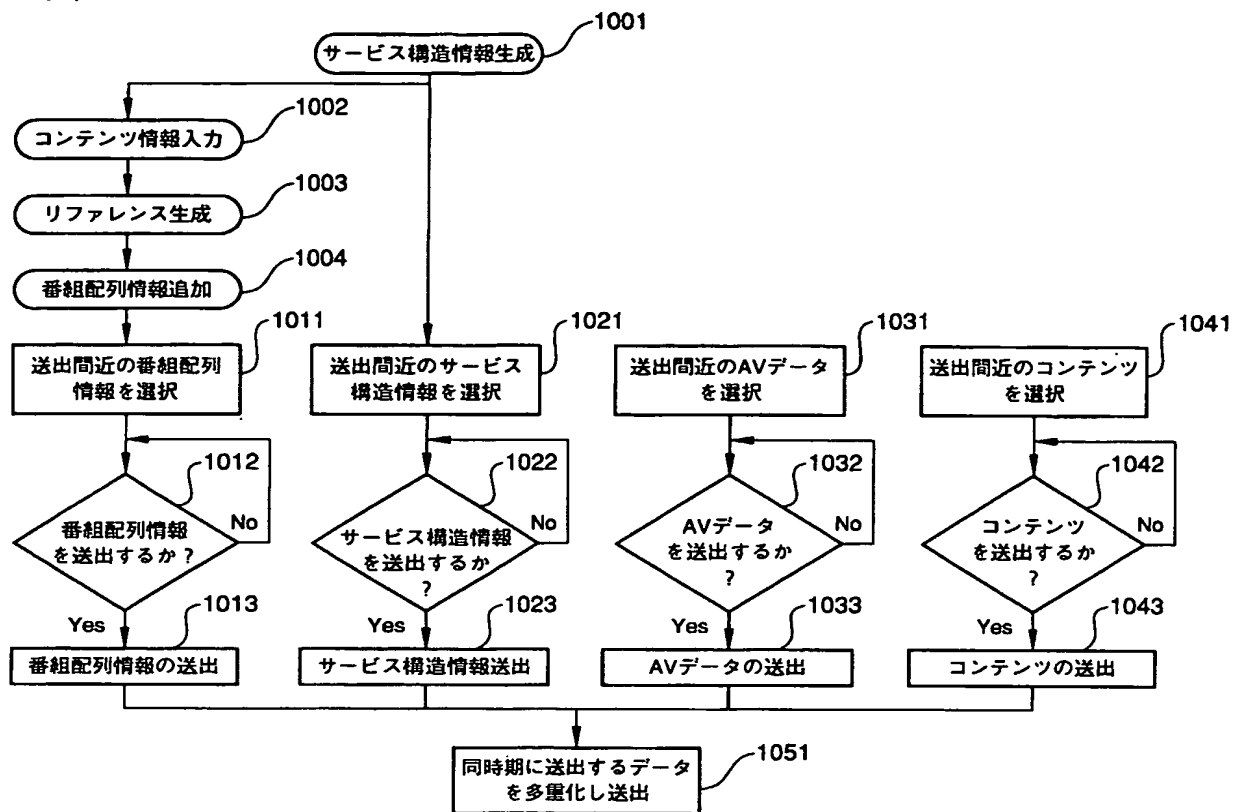 1001
サービス構造情報生成
1002
コンテンツ情報入力
1003
リファレンス生成
1004
番組配列情報追加
1011
送出間近の番組配列
情報を選択
1021
送出間近のサービス
構造情報を選択
1031
送出間近のAVデータ
を選択
1041
送出間近のコンテンツ
を選択
1012
番組配列情報
を送出するか?
No
Yes
1022
サービス構造情報
を送出するか
?
No
Yes
1032
AVデータ
を送出するか
?
No
Yes
1042
コンテンツ
を送出するか
?
No
Yes
1013
番組配列情報の送出
1023
サービス構造情報送出
1033
AVデータの送出
1043
コンテンツの送出
1051
同時期に送出するデータ
を多重化し送出